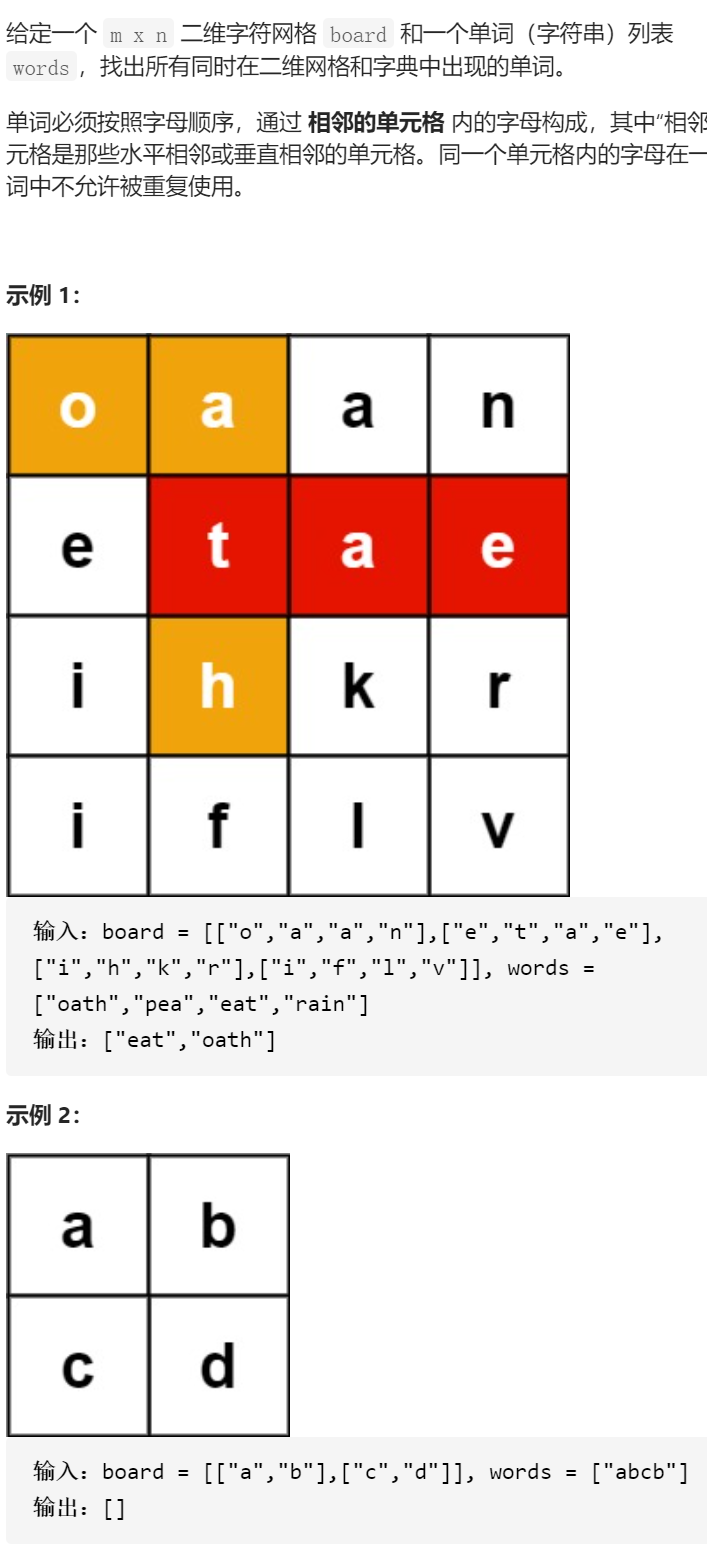 给定一个 m x n 二维字符网格 board 和一个单词（字符串）列表
words，找出所有同时在二维网格和字典中出现的单词。
单词必须按照字母顺序，通过 相邻的单元格 内的字母构成，其中“相邻
元格是那些水平相邻或垂直相邻的单元格。同一个单元格内的字母在一
词中不允许被重复使用。
示例 1：
o a a n
e t a e
i h k r
i f l v
输入：board = [["o","a","a","n"],["e","t","a","e"],
["i","h","k","r"],["i","f","l","v"]], words =
["oath","pea","eat","rain"]
输出：["eat","oath"]
示例 2：
a b
c d
输入：board = [["a","b"],["c","d"]], words = ["abcb"]
输出：[]